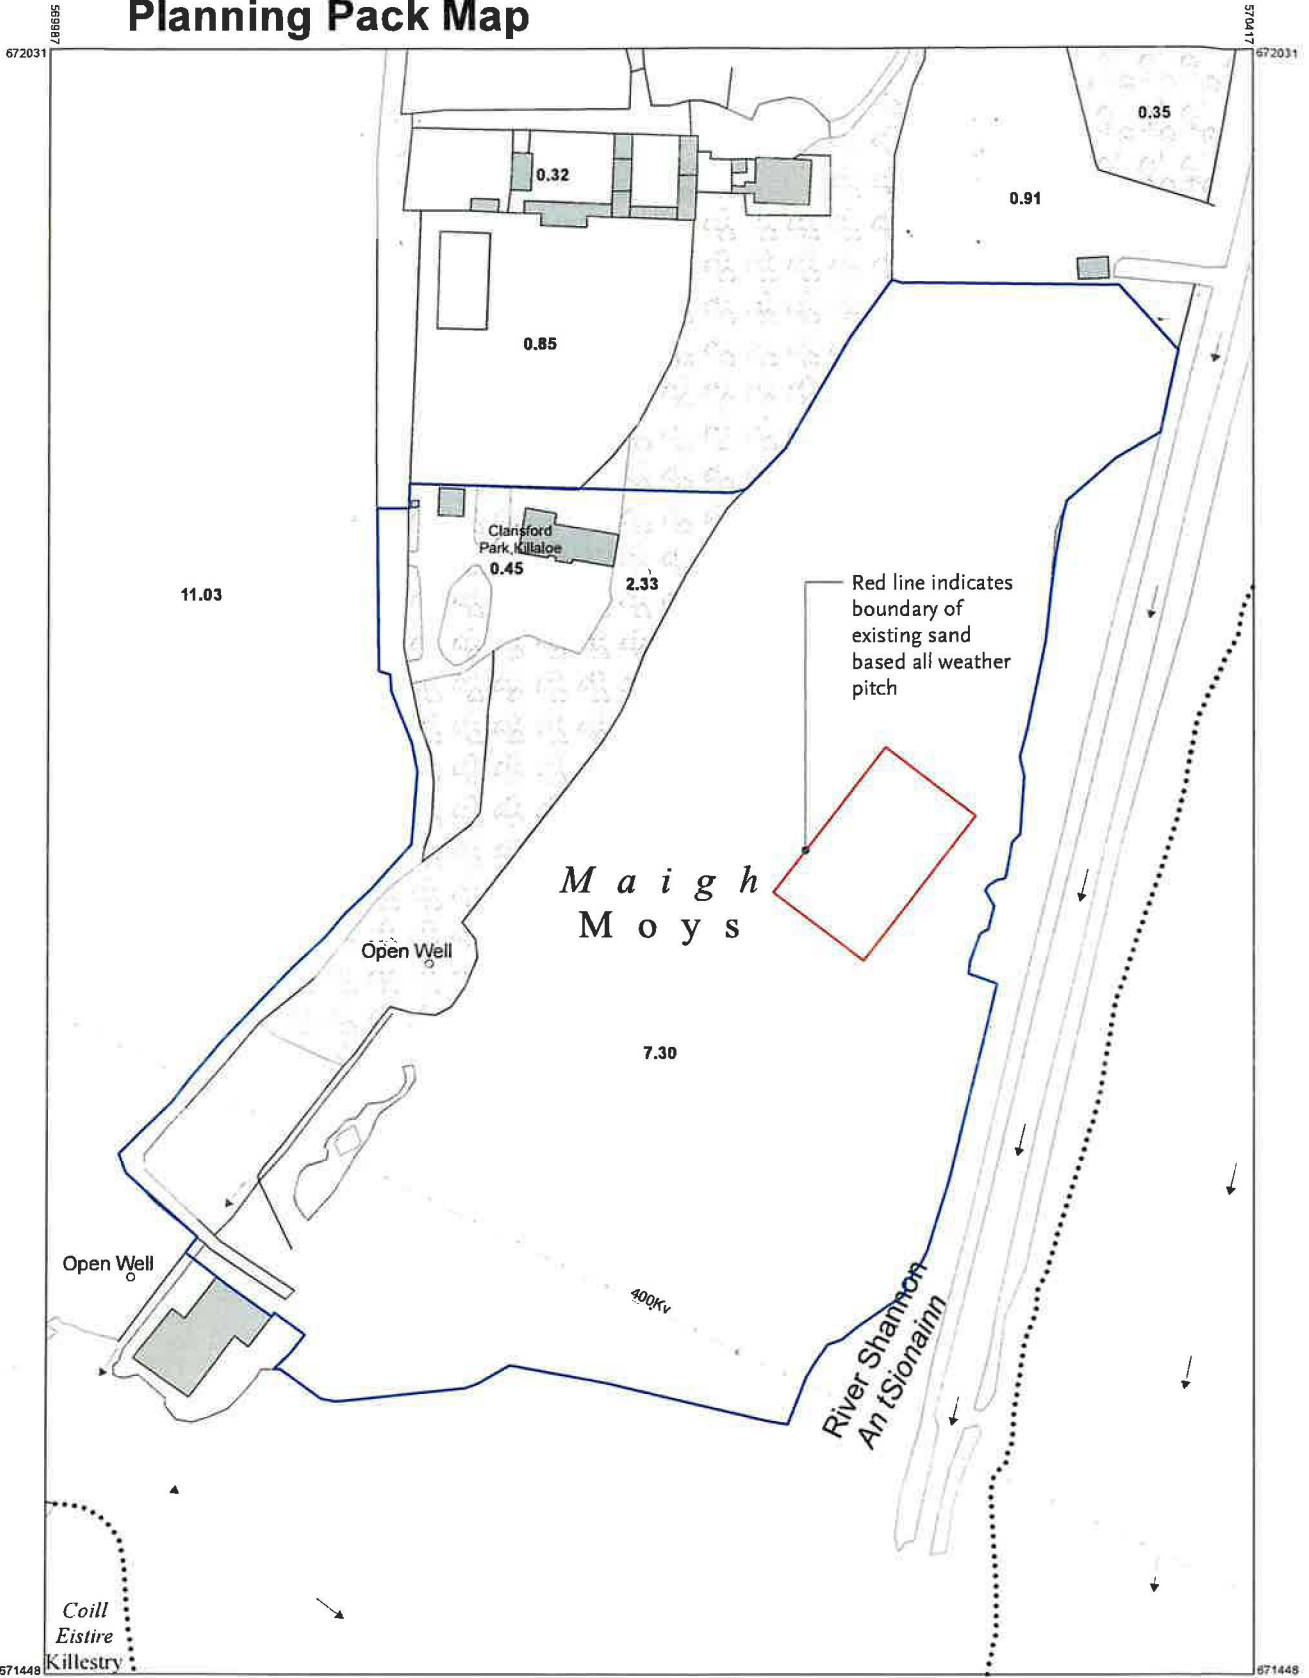 Planning Pack Map
569987
570417
672031
672031
0.35
0.32
0.91
0.85
Clarisford
Park,Killaloe
0.45
2.33
11.03
Red line indicates
boundary of
existing sand
based all weather
pitch
Maigh
Moys
Open Well
7.30
Open Well
400Kv
River Shannon
An tSionainn
Coill
Eistire
Killestry
671448
671448